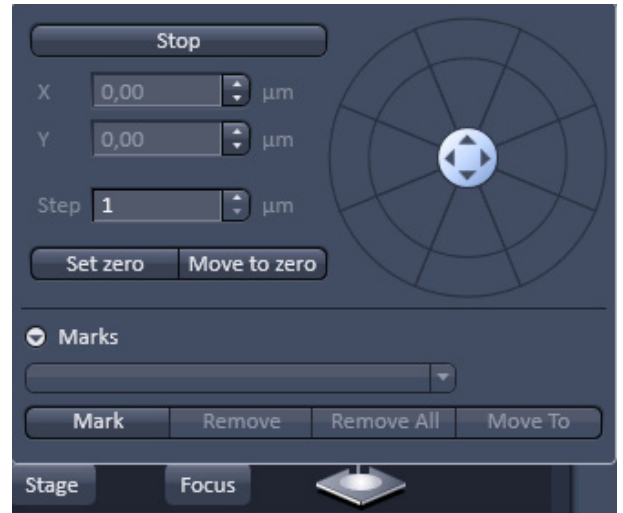 Stop
X 0,00 µm
Y 0,00 µm
Step 1 µm
Set zero Move to zero
Marks
Mark Remove Remove All Move To
Stage Focus